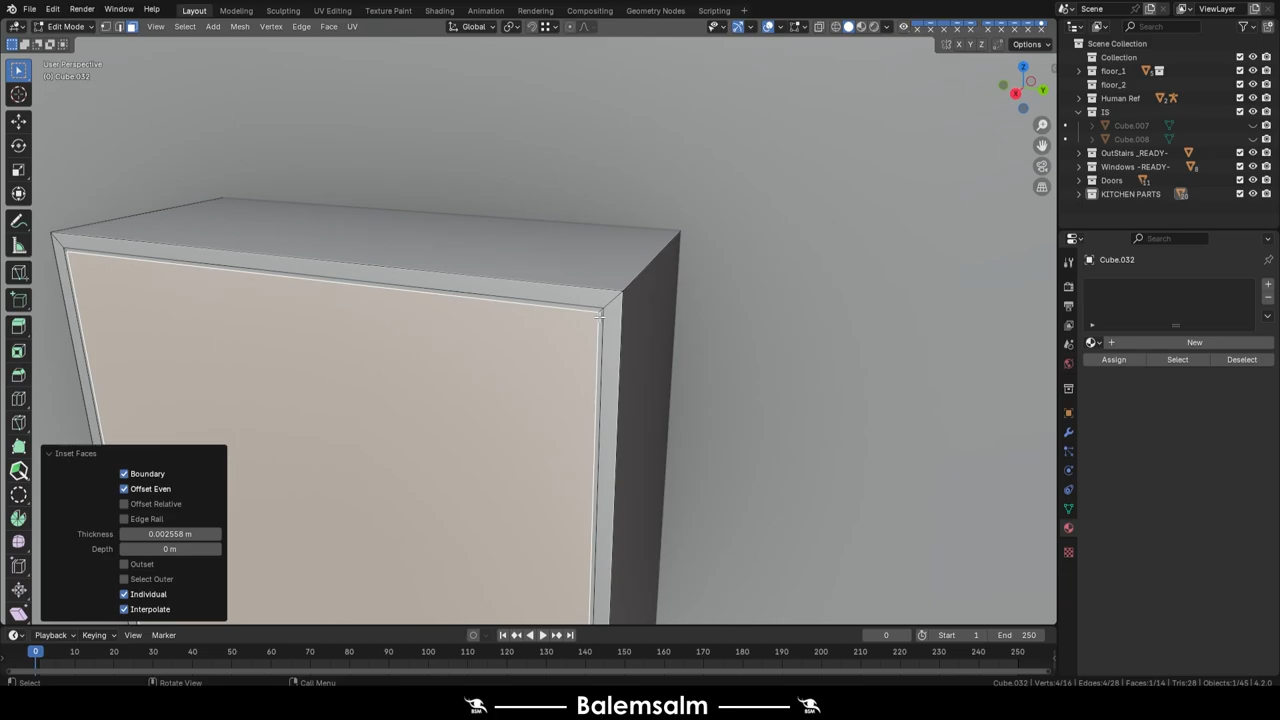 File Edit Render Window Help Layout Modeling Sculpting UV Editing Texture Paint Shading Animation Rendering Compositing Geometry Nodes Scripting + Scene ViewLayer
Edit Mode View Select Add Mesh Vertex Edge Face UV Global Search
X Y Z Options Scene Collection
Collection
User Perspective
(0) Cube.032
floor_1
floor_2
Human Ref
IS
Cube.007
Cube.008
OutStairs _READY-
Windows -READY-
Doors
KITCHEN PARTS
Search
Cube.032
New
Assign Select Deselect
Inset Faces
Boundary
Offset Even
Offset Relative
Edge Rail
Thickness 0.002558 m
Depth 0 m
Outset
Select Outer
Individual
Interpolate
Playback Keying View Marker 0 Start 1 End 250
0 10 20 30 40 50 60 70 80 90 100 110 120 130 140 150 160 170 180 190 200 210 220 230 240 250
Select Rotate View Call Menu Cube.032 | Verts:4/16 | Edges:4/28 | Faces:1/14 | Tris:28 | Objects:1/45 | 4.2.0
Balemsalm